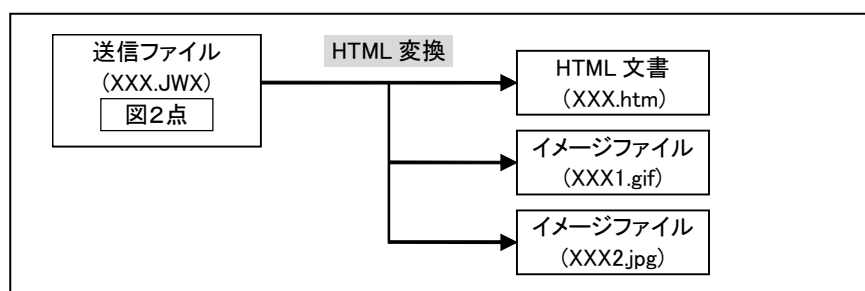 送信ファイル
(XXX.JWX)
図2点
HTML 変換
HTML 文書
(XXX.htm)
イメージファイル
(XXX1.gif)
イメージファイル
(XXX2.jpg)